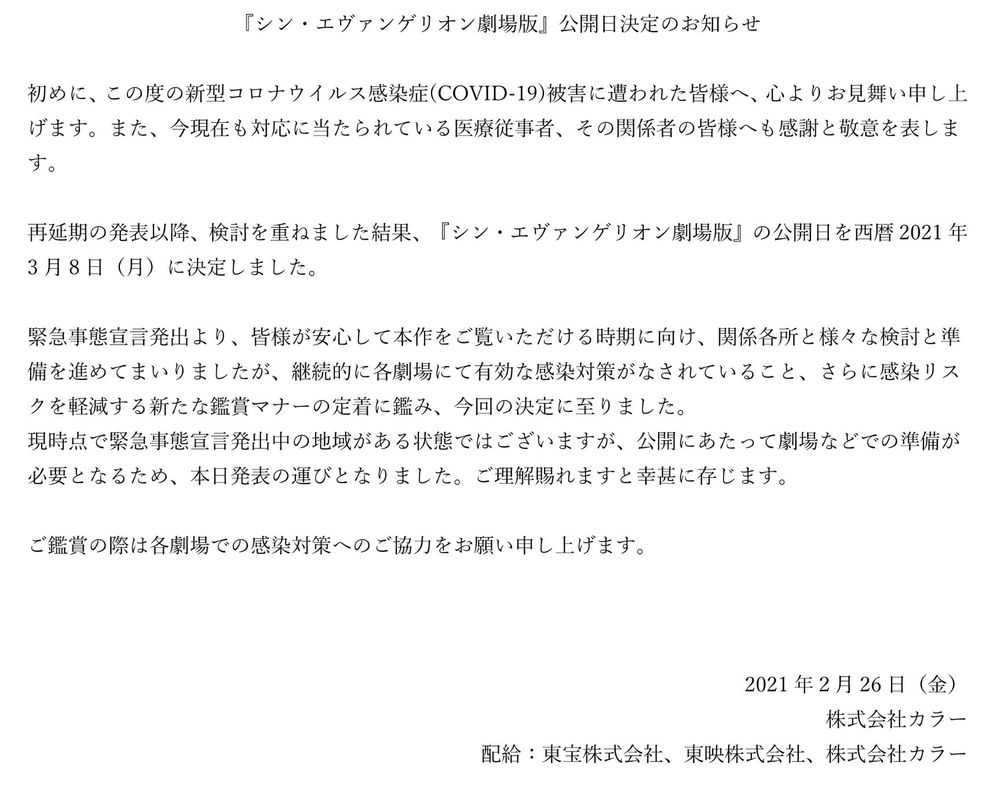 『シン・エヴァンゲリオン劇場版』公開日決定のお知らせ
初めに、この度の新型コロナウイルス感染症(COVID-19)被害に遭われた皆様へ、心よりお見舞い申し上
げます。また、今現在も対応に当たられている医療従事者、その関係者の皆様へも感謝と敬意を表しま
す。
再延期の発表以降、検討を重ねました結果、『シン・エヴァンゲリオン劇場版』の公開日を西暦 2021 年
3 月 8 日（月）に決定しました。
緊急事態宣言発出より、皆様が安心して本作をご覧いただける時期に向け、関係各所と様々な検討と準
備を進めてまいりましたが、継続的に各劇場にて有効な感染対策がなされていること、さらに感染リス
クを軽減する新たな鑑賞マナーの定着に鑑み、今回の決定に至りました。
現時点で緊急事態宣言発出中の地域がある状態ではございますが、公開にあたって劇場などでの準備が
必要となるため、本日発表の運びとなりました。ご理解賜れますと幸甚に存じます。
ご鑑賞の際は各劇場での感染対策へのご協力をお願い申し上げます。
2021 年 2 月 26 日（金）
株式会社カラー
配給：東宝株式会社、東映株式会社、株式会社カラー